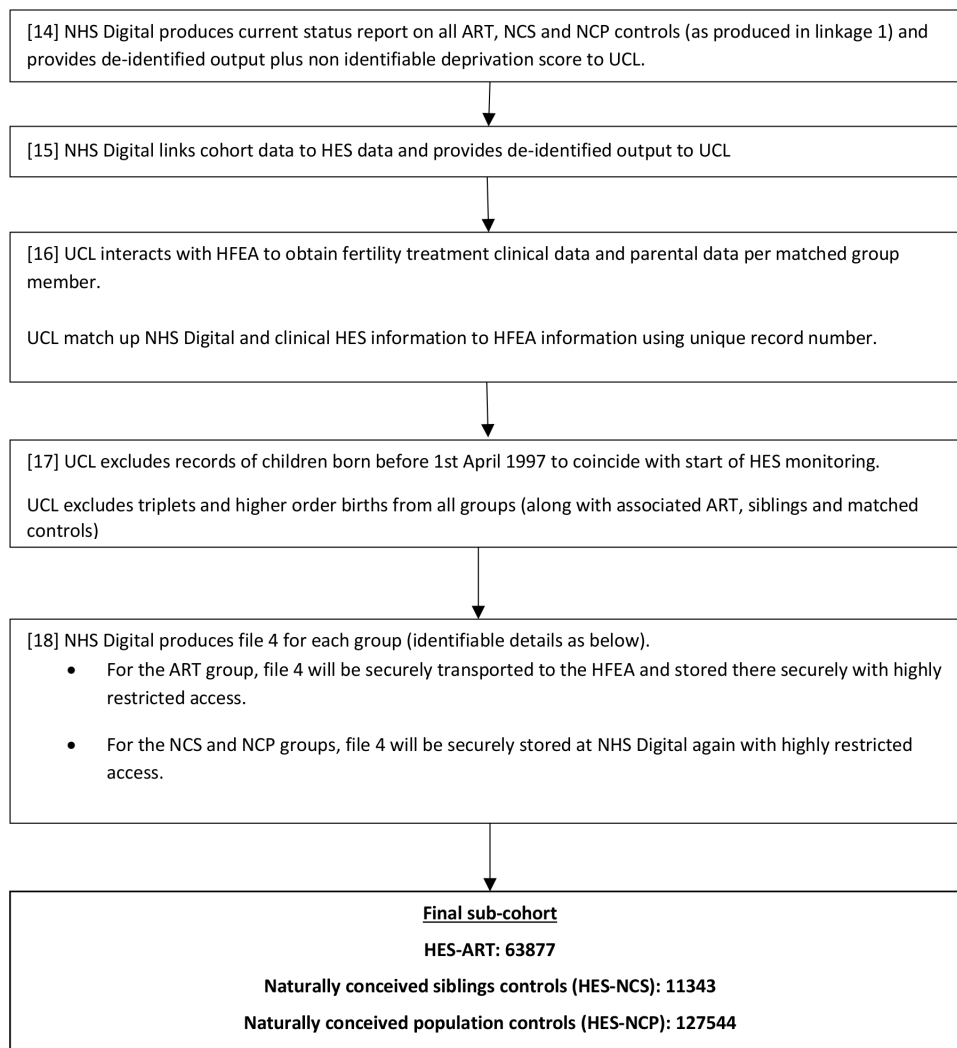 [14] NHS Digital produces current status report on all ART, NCS and NCP controls (as produced in linkage 1) and
provides de-identified output plus non identifiable deprivation score to UCL.
[15] NHS Digital links cohort data to HES data and provides de-identified output to UCL
[16] UCL interacts with HFEA to obtain fertility treatment clinical data and parental data per matched group
member.
UCL match up NHS Digital and clinical HES information to HFEA information using unique record number.
[17] UCL excludes records of children born before 1st April 1997 to coincide with start of HES monitoring.
UCL excludes triplets and higher order births from all groups (along with associated ART, siblings and matched
controls)
[18] NHS Digital produces file 4 for each group (identifiable details as below).
• For the ART group, file 4 will be securely transported to the HFEA and stored there securely with highly
restricted access.
• For the NCS and NCP groups, file 4 will be securely stored at NHS Digital again with highly restricted
access.
Final sub-cohort
HES-ART: 63877
Naturally conceived siblings controls (HES-NCS): 11343
Naturally conceived population controls (HES-NCP): 127544